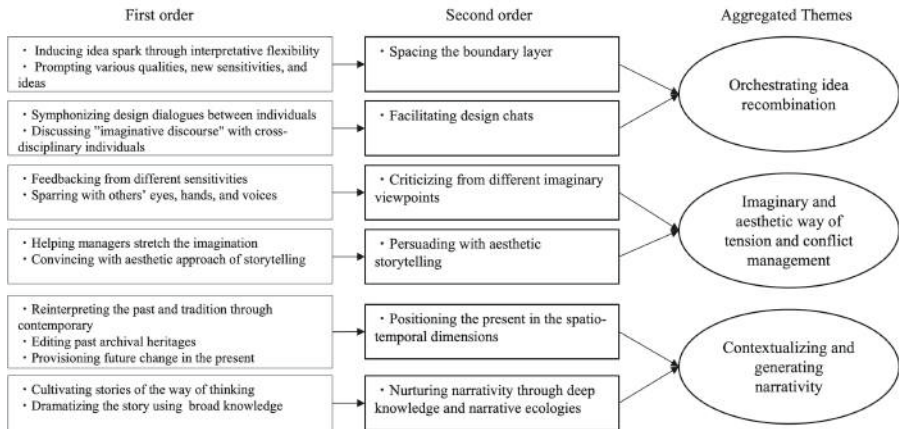 First order
Second order
Aggregated Themes
・Inducing idea spark through interpretative flexibility
・Prompting various qualities, new sensitivities, and
ideas
・Spacing the boundary layer
Orchestrating idea
recombination
・Symphonizing design dialogues between individuals
・Discussing "imaginative discourse" with cross-
disciplinary individuals
・Facilitating design chats
・Feedbacking from different sensitivities
・Sparring with others' eyes, hands, and voices
・Criticizing from different imaginary
viewpoints
Imaginary and
aesthetic way of
tension and conflict
management
・Helping managers stretch the imagination
・Convincing with aesthetic approach of storytelling
・Persuading with aesthetic
storytelling
・Reinterpreting the past and tradition through
contemporary
・Editing past archival heritages
・Provisioning future change in the present
・Positioning the present in the spatio-
temporal dimensions
Contextualizing and
generating
narrativity
・Cultivating stories of the way of thinking
・Dramatizing the story using broad knowledge
・Nurturing narrativity through deep
knowledge and narrative ecologies